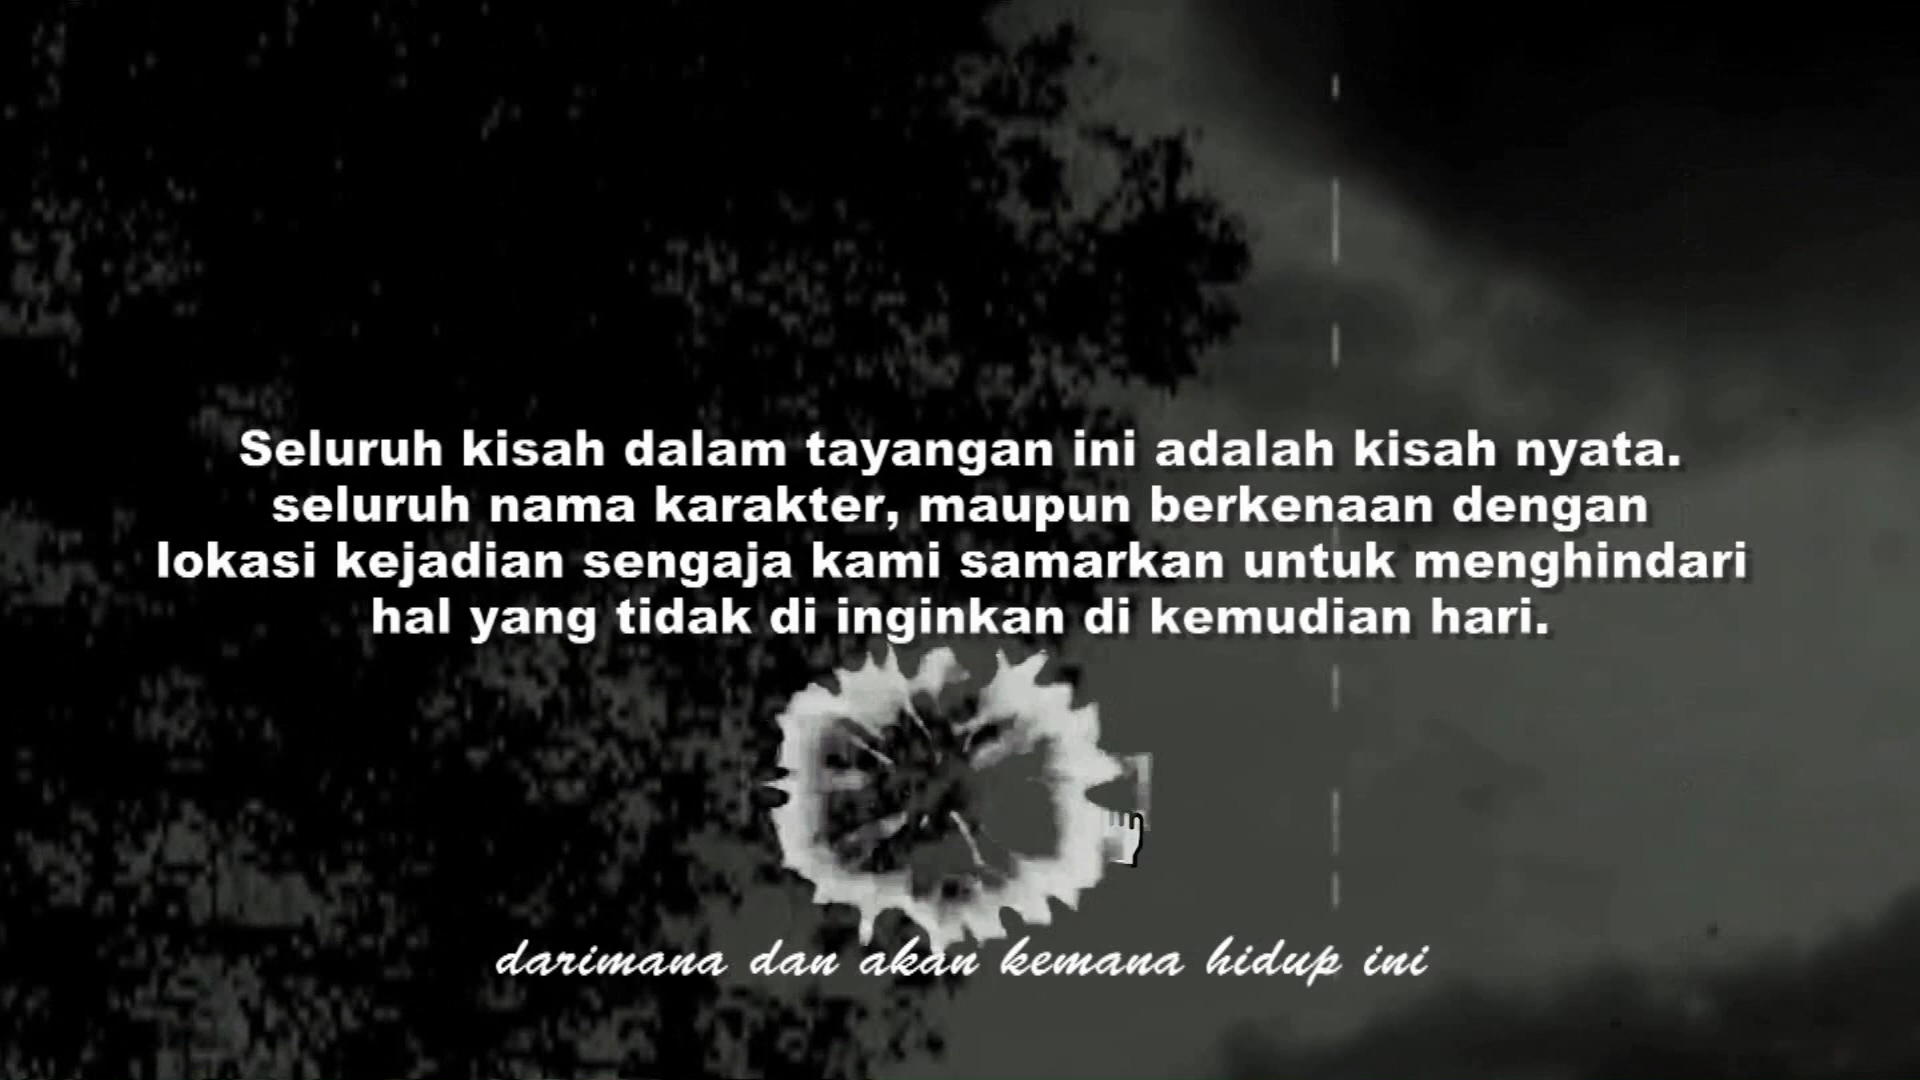 Seluruh kisah dalam tayangan ini adalah kisah nyata.
seluruh nama karakter, maupun berkenaan dengan
lokasi kejadian sengaja kami samarkan untuk menghindari
hal yang tidak di inginkan di kemudian hari.
darimana dan akan kemana hidup ini